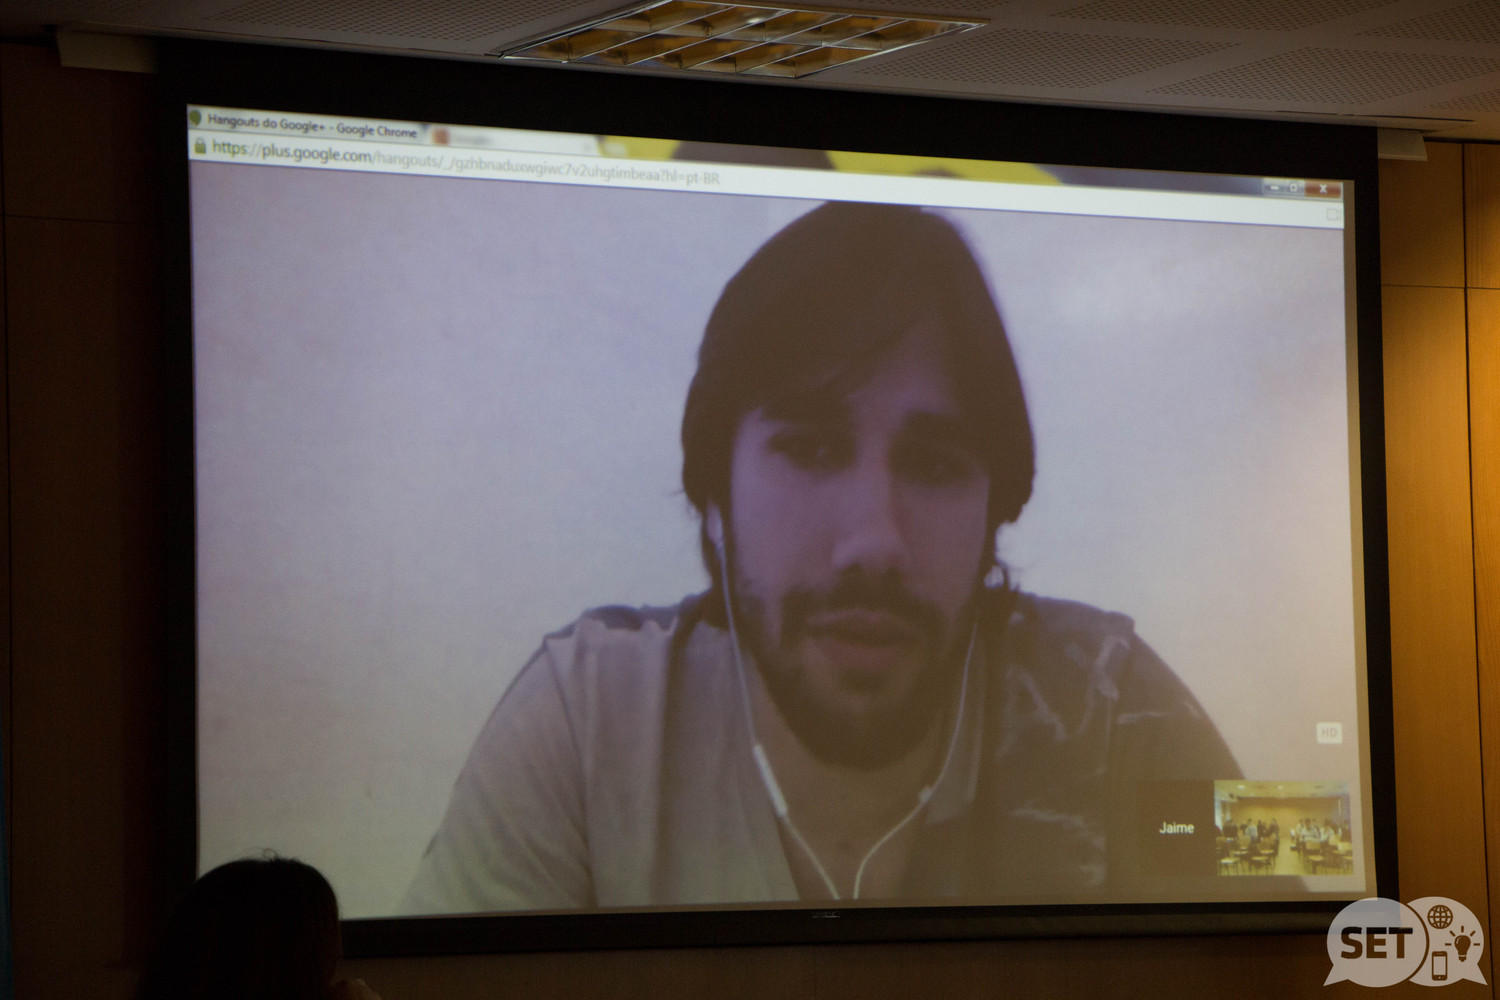 Hangouts do Google+ - Google Chrome
https://plus.google.com/hangouts/_/gzhbnaduxwgiwc7v2uhgtimbeaa?hl=pt-BR
HD
Jaime
SET